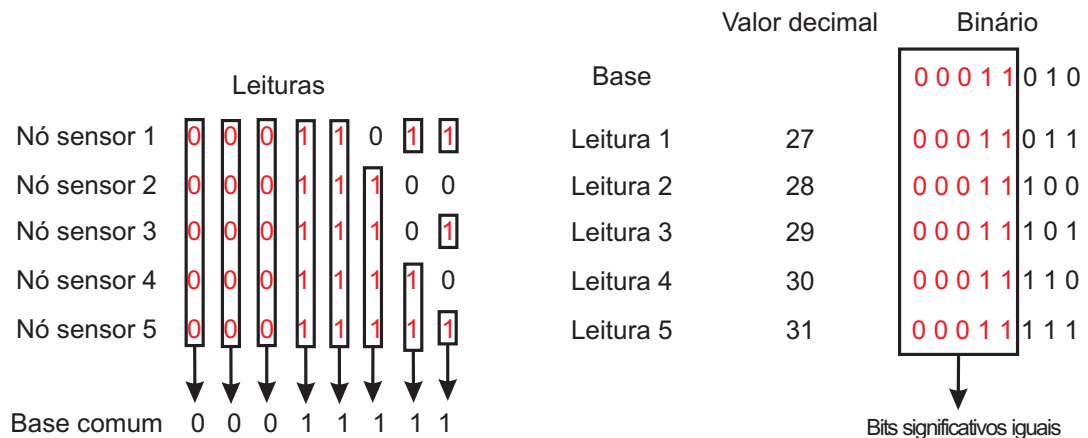 Leituras
Nó sensor 1 0 0 0 1 1 0 1 1
Nó sensor 2 0 0 0 1 1 1 0 0
Nó sensor 3 0 0 0 1 1 1 0 1
Nó sensor 4 0 0 0 1 1 1 1 0
Nó sensor 5 0 0 0 1 1 1 1 1
Base comum 0 0 0 1 1 1 1 1
Valor decimal Binário
Base 0 0 0 1 1 0 1 0
Leitura 1 27 0 0 0 1 1 0 1 1
Leitura 2 28 0 0 0 1 1 1 0 0
Leitura 3 29 0 0 0 1 1 1 0 1
Leitura 4 30 0 0 0 1 1 1 1 0
Leitura 5 31 0 0 0 1 1 1 1 1
Bits significativos iguais